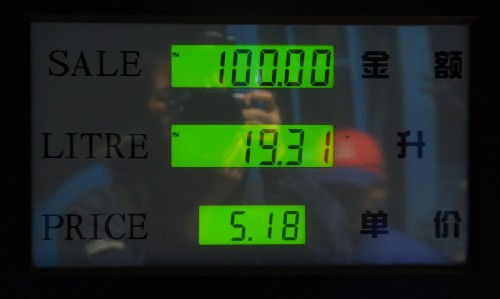 SALE 100.00 金 额
LITRE 19.31 升
PRICE 5.18 单 价